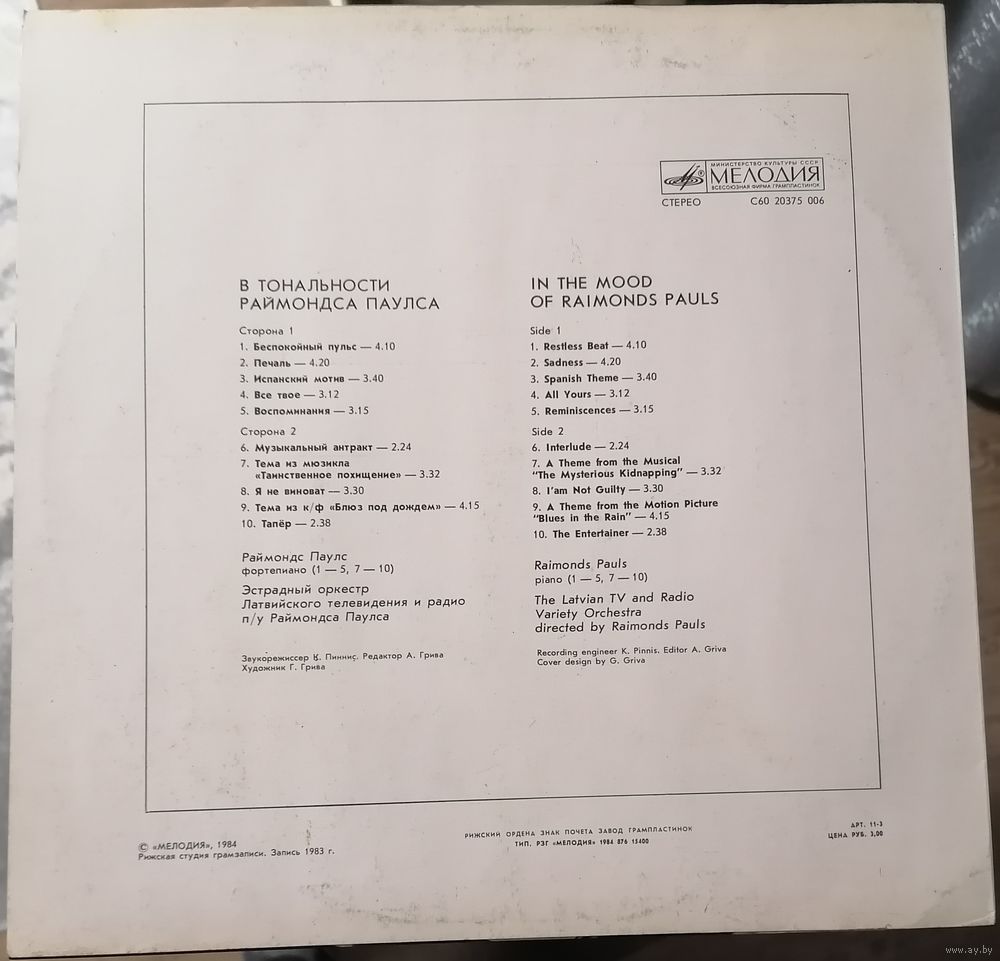 МИНИСТЕРСТВО КУЛЬТУРЫ СССР
МЕЛОДИЯ
ВСЕСОЮЗНАЯ ФИРМА ГРАМПЛАСТИНОК
СТЕРЕО С60 20375 006
В ТОНАЛЬНОСТИ
РАЙМОНДСА ПАУЛСА
Сторона 1
1. Беспокойный пульс — 4.10
2. Печаль — 4.20
3. Испанский мотив — 3.40
4. Все твое — 3.12
5. Воспоминания — 3.15
Сторона 2
6. Музыкальный антракт — 2.24
7. Тема из мюзикла
«Таинственное похищение» — 3.32
8. Я не виноват — 3.30
9. Тема из к/ф «Блюз под дождем» — 4.15
10. Тапёр — 2.38
Раймондс Паулс
фортепиано (1 — 5, 7 — 10)
Эстрадный оркестр
Латвийского телевидения и радио
п/у Раймондса Паулса
Звукорежиссер К. Пиннис. Редактор А. Грива
Художник Г. Грива
IN THE MOOD
OF RAIMONDS PAULS
Side 1
1. Restless Beat — 4.10
2. Sadness — 4.20
3. Spanish Theme — 3.40
4. All Yours — 3.12
5. Reminiscences — 3.15
Side 2
6. Interlude — 2.24
7. A Theme from the Musical
“The Mysterious Kidnapping” — 3.32
8. I'am Not Guilty — 3.30
9. A Theme from the Motion Picture
“Blues in the Rain” — 4.15
10. The Entertainer — 2.38
Raimonds Pauls
piano (1 — 5, 7 — 10)
The Latvian TV and Radio
Variety Orchestra
directed by Raimonds Pauls
Recording engineer K. Pinnis. Editor A. Griva
Cover design by G. Griva
© «МЕЛОДИЯ», 1984
Рижская студия грамзаписи. Запись 1983 г.
РИЖСКИЙ ОРДЕНА ЗНАК ПОЧЕТА ЗАВОД ГРАМПЛАСТИНОК
ТИП. РЗГ «МЕЛОДИЯ» 1984 876 15400
АРТ. 11-3
ЦЕНА РУБ. 3,00
www.ay.by